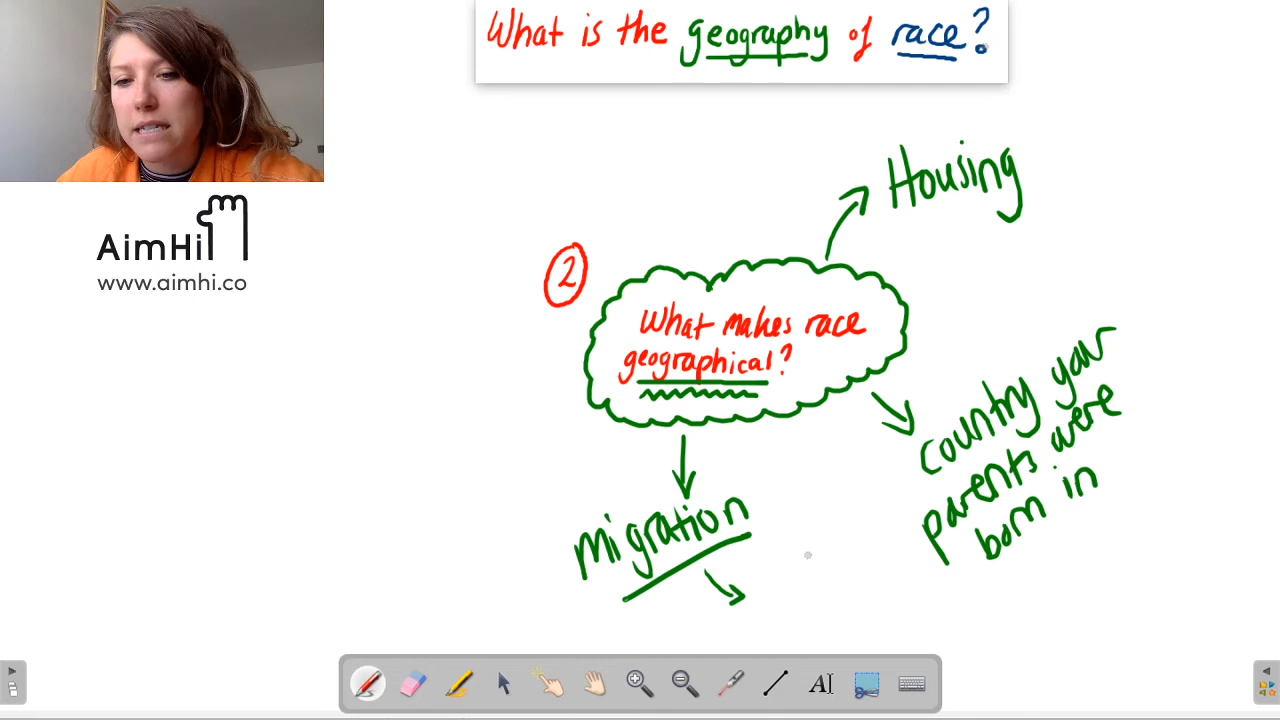 What is the geography of race?
AimHi
www.aimhi.co
Housing
2
What makes race
geographical?
country your
parents were
born in
migration
AI